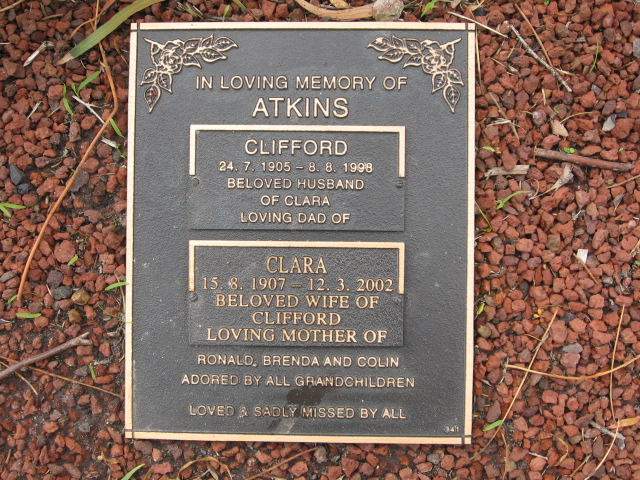 IN LOVING MEMORY OF
ATKINS
CLIFFORD
24. 7. 1905 – 8. 8. 1998
BELOVED HUSBAND
OF CLARA
LOVING DAD OF
CLARA
15. 8. 1907 – 12. 3. 2002
BELOVED WIFE OF
CLIFFORD
LOVING MOTHER OF
RONALD, BRENDA AND COLIN
ADORED BY ALL GRANDCHILDREN
LOVED & SADLY MISSED BY ALL